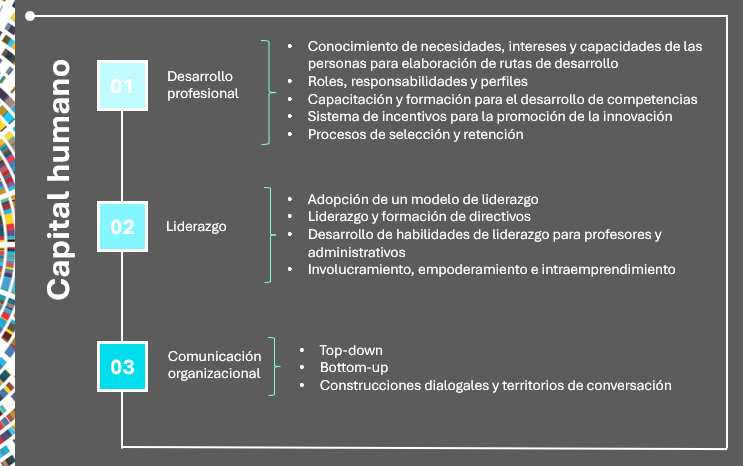 Capital humano
01
Desarrollo
profesional
• Conocimiento de necesidades, intereses y capacidades de las
personas para elaboración de rutas de desarrollo
• Roles, responsabilidades y perfiles
• Capacitación y formación para el desarrollo de competencias
• Sistema de incentivos para la promoción de la innovación
• Procesos de selección y retención
02
Liderazgo
• Adopción de un modelo de liderazgo
• Liderazgo y formación de directivos
• Desarrollo de habilidades de liderazgo para profesores y
administrativos
• Involucramiento, empoderamiento e intraemprendimiento
03
Comunicación
organizacional
• Top-down
• Bottom-up
• Construcciones dialogales y territorios de conversación